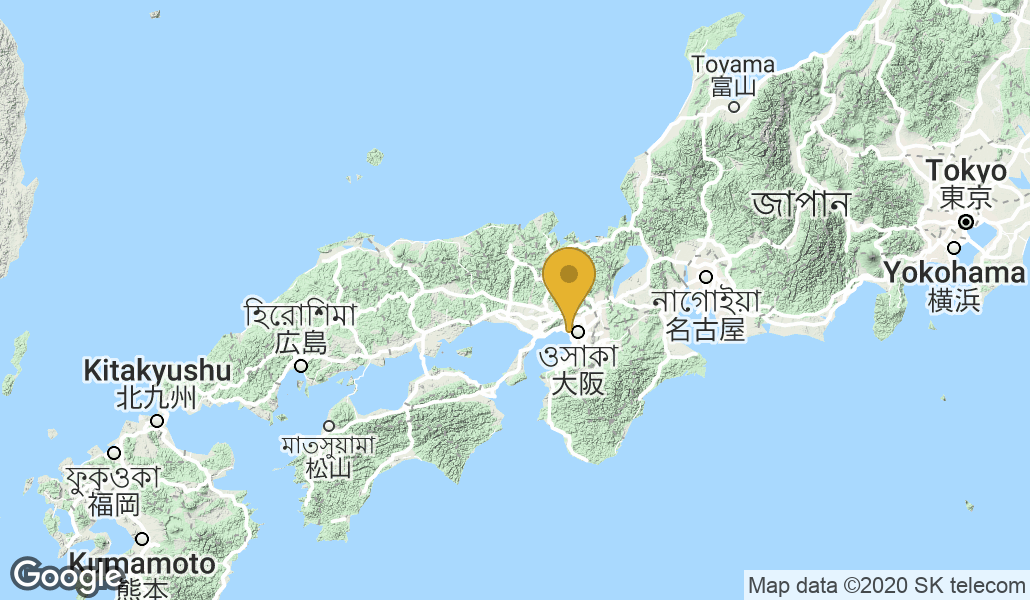 Toyama
富山
Tokyo
東京
জাপান
Yokohama
横浜
নাগোইয়া
名古屋
হিরোশিমা
広島
ওসাকা
大阪
Kitakyushu
北九州
মাতসুয়ামা
松山
ফুকুওকা
福岡
Kumamoto
熊本
Google
Map data ©2020 SK telecom